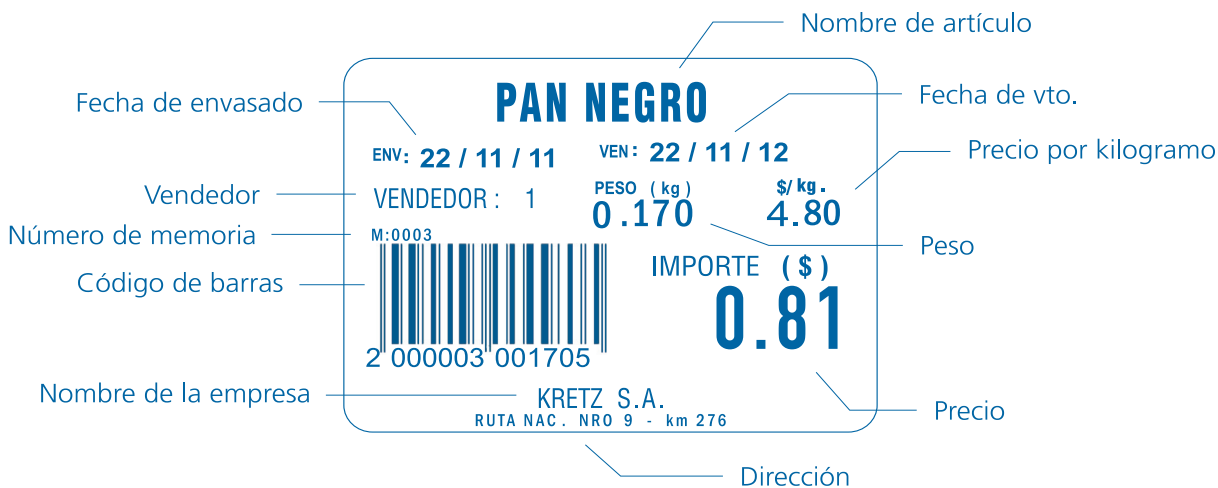 Nombre de artículo
PAN NEGRO
Fecha de envasado
Fecha de vto.
ENV: 22 / 11 / 11
VEN: 22 / 11 / 12
Precio por kilogramo
Vendedor
VENDEDOR : 1
PESO (kg)
0.170
$/kg.
4.80
Número de memoria
M:0003
Peso
Código de barras
IMPORTE ($)
0.81
2 000003 001705
Nombre de la empresa
KRETZ S.A.
Precio
RUTA NAC. NRO 9 - km 276
Dirección